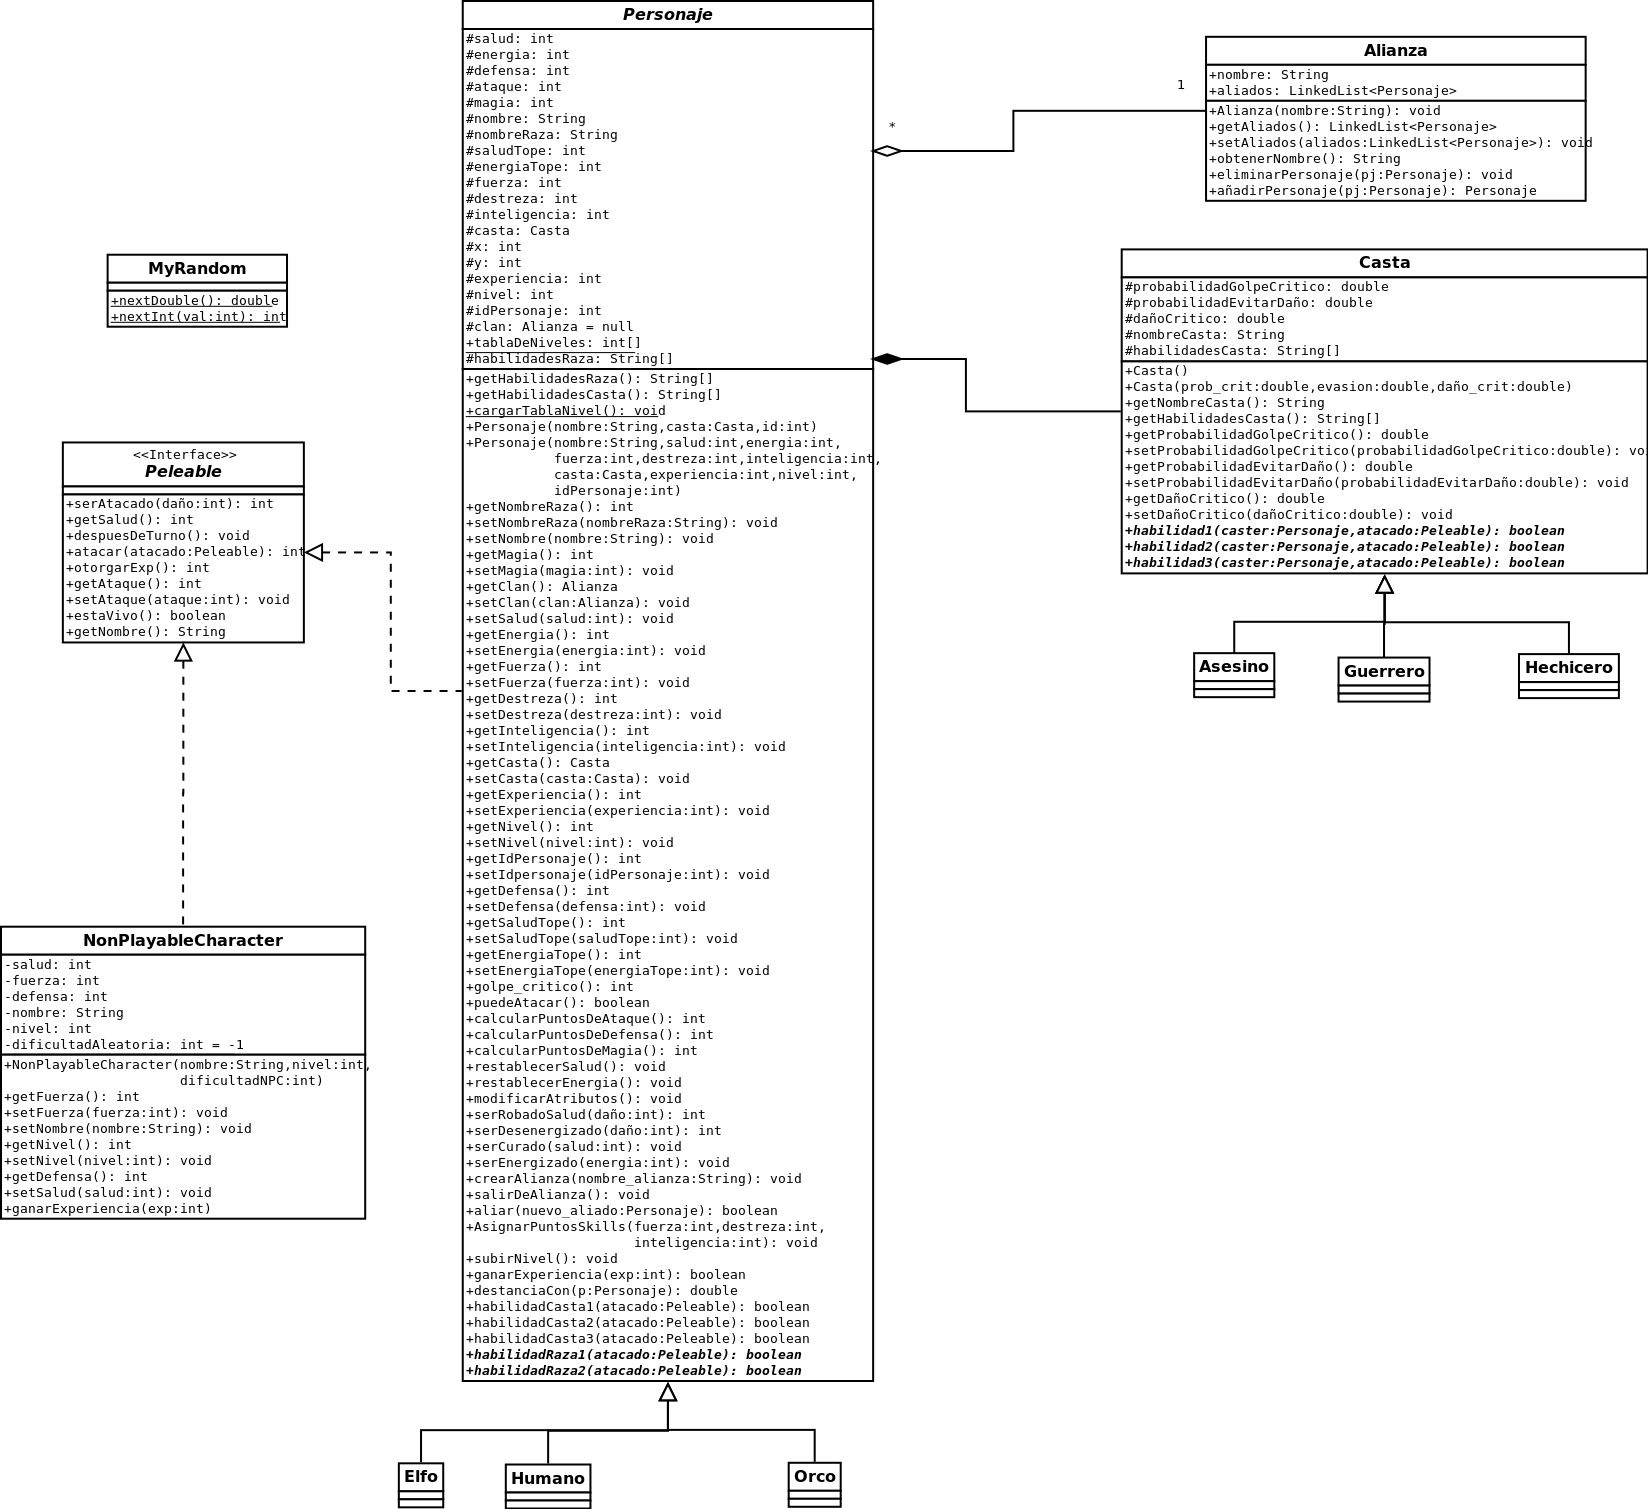 Personaje
#salud: int
#energia: int
#defensa: int
#ataque: int
#magia: int
#nombre: String
#nombreRaza: String
#saludTope: int
#energiaTope: int
#fuerza: int
#destreza: int
#inteligencia: int
#casta: Casta
#x: int
#y: int
#experiencia: int
#nivel: int
#idPersonaje: int
#clan: Alianza = null
+tablaDeNiveles: int[]
#habilidadesRaza: String[]
+getHabilidadesRaza(): String[]
+getHabilidadesCasta(): String[]
+cargarTablaNivel(): void
+Personaje(nombre:String,casta:Casta,id:int)
+Personaje(nombre:String,salud:int,energia:int,
fuerza:int,destreza:int,inteligencia:int,
casta:Casta,experiencia:int,nivel:int,
idPersonaje:int)
+getNombreRaza(): int
+setNombreRaza(nombreRaza:String): void
+setNombre(nombre:String): void
+getMagia(): int
+setMagia(magia:int): void
+getClan(): Alianza
+setClan(clan:Alianza): void
+setSalud(salud:int): void
+getEnergia(): int
+setEnergia(energia:int): void
+getFuerza(): int
+setFuerza(fuerza:int): void
+getDestreza(): int
+setDestreza(destreza:int): void
+getInteligencia(): int
+setInteligencia(inteligencia:int): void
+getCasta(): Casta
+setCasta(casta:Casta): void
+getExperiencia(): int
+setExperiencia(experiencia:int): void
+getNivel(): int
+setNivel(nivel:int): void
+getIdPersonaje(): int
+setIdpersonaje(idPersonaje:int): void
+getDefensa(): int
+setDefensa(defensa:int): void
+getSaludTope(): int
+setSaludTope(saludTope:int): void
+getEnergiaTope(): int
+setEnergiaTope(energiaTope:int): void
+golpe_critico(): int
+puedeAtacar(): boolean
+calcularPuntosDeAtaque(): int
+calcularPuntosDeDefensa(): int
+calcularPuntosDeMagia(): int
+restablecerSalud(): void
+restablecerEnergia(): void
+modificarAtributos(): void
+serRobadoSalud(daño:int): int
+serDesenergizado(daño:int): int
+serCurado(salud:int): void
+serEnergizado(energia:int): void
+crearAlianza(nombre_alianza:String): void
+salirDeAlianza(): void
+aliar(nuevo_aliado:Personaje): boolean
+AsignarPuntosSkills(fuerza:int,destreza:int,
inteligencia:int): void
+subirNivel(): void
+ganarExperiencia(exp:int): boolean
+destanciaCon(p:Personaje): double
+habilidadCasta1(atacado:Peleable): boolean
+habilidadCasta2(atacado:Peleable): boolean
+habilidadCasta3(atacado:Peleable): boolean
+habilidadRaza1(atacado:Peleable): boolean
+habilidadRaza2(atacado:Peleable): boolean
*
1
Alianza
+nombre: String
+aliados: LinkedList<Personaje>
+Alianza(nombre:String): void
+getAliados(): LinkedList<Personaje>
+setAliados(aliados:LinkedList<Personaje>): void
+obtenerNombre(): String
+eliminarPersonaje(pj:Personaje): void
+añadirPersonaje(pj:Personaje): Personaje
Casta
#probabilidadGolpeCritico: double
#probabilidadEvitarDaño: double
#dañoCritico: double
#nombreCasta: String
#habilidadesCasta: String[]
+Casta()
+Casta(prob_crit:double,evasion:double,daño_crit:double)
+getNombreCasta(): String
+getHabilidadesCasta(): String[]
+getProbabilidadGolpeCritico(): double
+setProbabilidadGolpeCritico(probabilidadGolpeCritico:double): vo
+getProbabilidadEvitarDaño(): double
+setProbabilidadEvitarDaño(probabilidadEvitarDaño:double): void
+getDañoCritico(): double
+setDañoCritico(dañoCritico:double): void
+habilidad1(caster:Personaje,atacado:Peleable): boolean
+habilidad2(caster:Personaje,atacado:Peleable): boolean
+habilidad3(caster:Personaje,atacado:Peleable): boolean
Asesino
Guerrero
Hechicero
MyRandom
+nextDouble(): double
+nextInt(val:int): int
<<Interface>>
Peleable
+serAtacado(daño:int): int
+getSalud(): int
+despuesDeTurno(): void
+atacar(atacado:Peleable): int
+otorgarExp(): int
+getAtaque(): int
+setAtaque(ataque:int): void
+estaVivo(): boolean
+getNombre(): String
NonPlayableCharacter
-salud: int
-fuerza: int
-defensa: int
-nombre: String
-nivel: int
-dificultadAleatoria: int = -1
+NonPlayableCharacter(nombre:String,nivel:int,
dificultadNPC:int)
+getFuerza(): int
+setFuerza(fuerza:int): void
+setNombre(nombre:String): void
+getNivel(): int
+setNivel(nivel:int): void
+getDefensa(): int
+setSalud(salud:int): void
+ganarExperiencia(exp:int)
Elfo
Humano
Orco